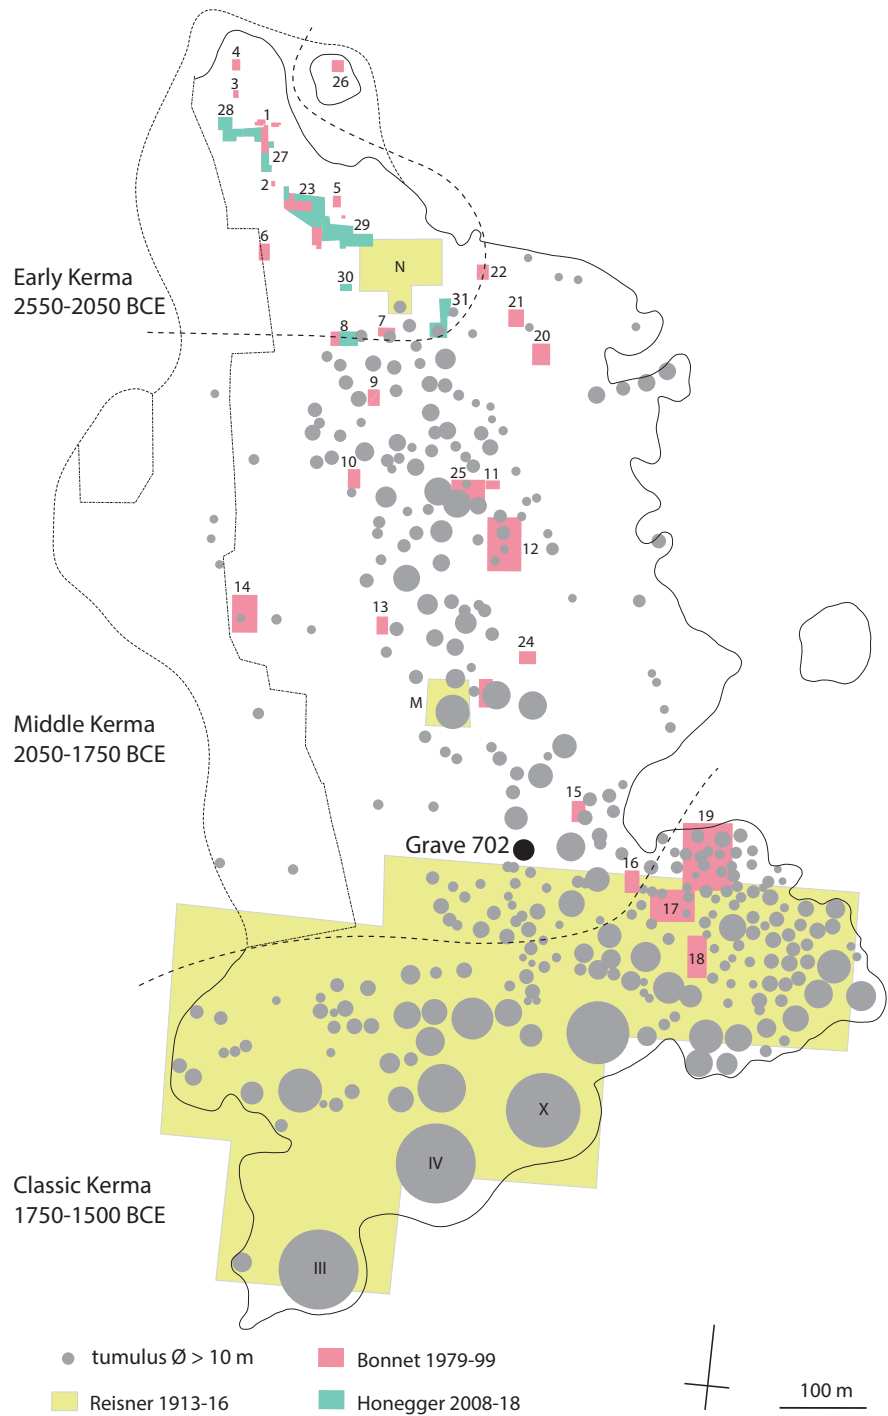 4
26
3
28
1
27
2
23
5
29
6
N
22
Early Kerma
2550-2050 BCE
30
31
21
8
7
20
9
10
25
11
12
14
13
24
M
Middle Kerma
2050-1750 BCE
15
19
Grave 702
16
17
18
X
IV
Classic Kerma
1750-1500 BCE
III
tumulus Ø > 10 m
Bonnet 1979-99
Reisner 1913-16
Honegger 2008-18
100 m